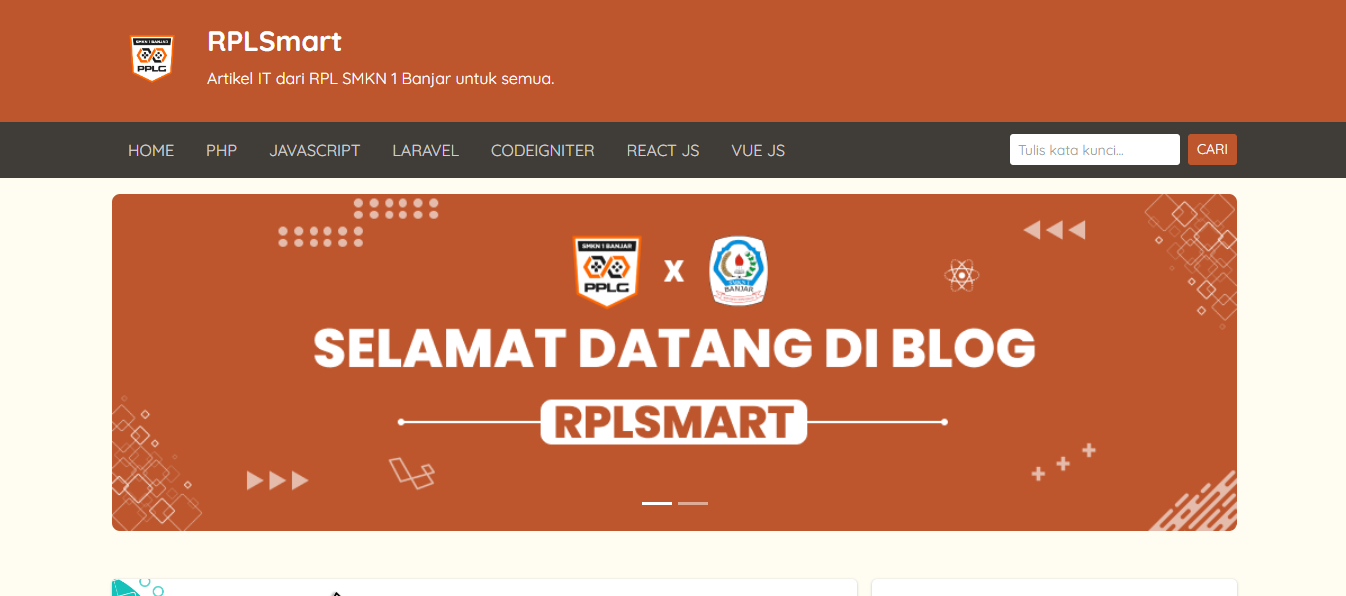 SMKN 1 BANJAR
PPLG
RPLSmart
Artikel IT dari RPL SMKN 1 Banjar untuk semua.
HOME PHP JAVASCRIPT LARAVEL CODEIGNITER REACT JS VUE JS
Tulis kata kunci...
CARI
SMKN 1 BANJAR
PPLG
X
BANJAR
SELAMAT DATANG DI BLOG
RPLSMART